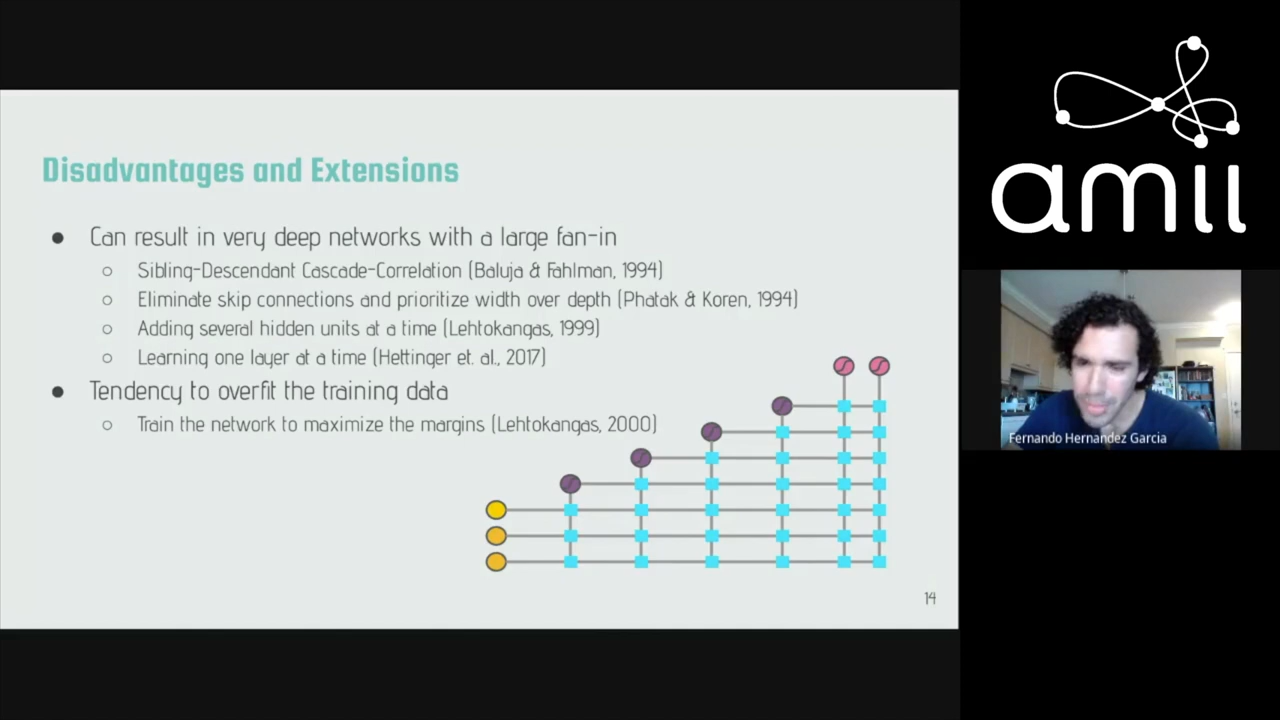 Disadvantages and Extensions
● Can result in very deep networks with a large fan-in
○ Sibling-Descendant Cascade-Correlation (Baluja & Fahlman, 1994)
○ Eliminate skip connections and prioritize width over depth (Phatak & Koren, 1994)
○ Adding several hidden units at a time (Lehtokangas, 1999)
○ Learning one layer at a time (Hettinger et. al., 2017)
● Tendency to overfit the training data
○ Train the network to maximize the margins (Lehtokangas, 2000)
14
amii
Fernando Hernandez Garcia